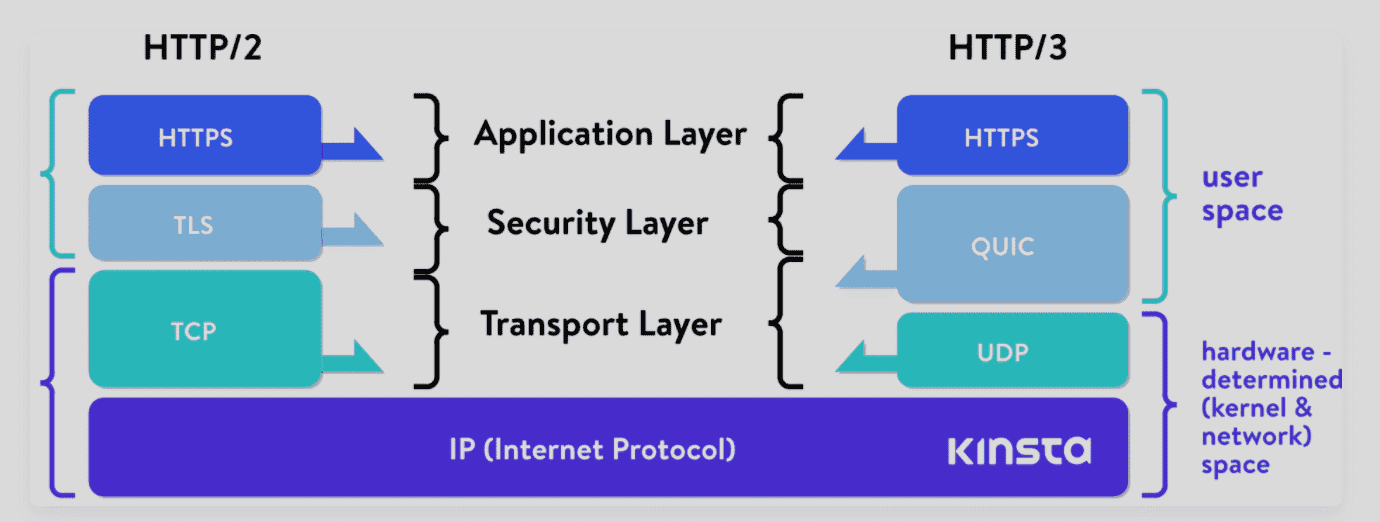 HTTP/2
HTTP/3
HTTPS
Application Layer
HTTPS
user
space
TLS
Security Layer
QUIC
TCP
Transport Layer
UDP
hardware -
determined
(kernel &
network)
space
IP (Internet Protocol)
KINSTA